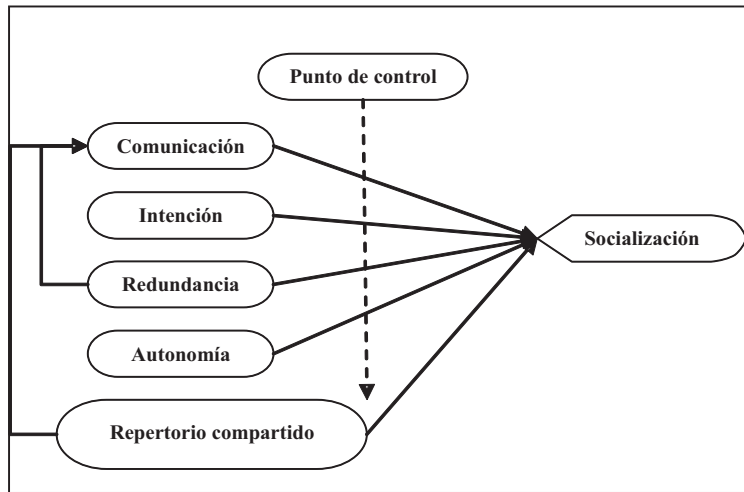 Punto de control
Comunicación
Intención
Socialización
Redundancia
Autonomía
Repertorio compartido